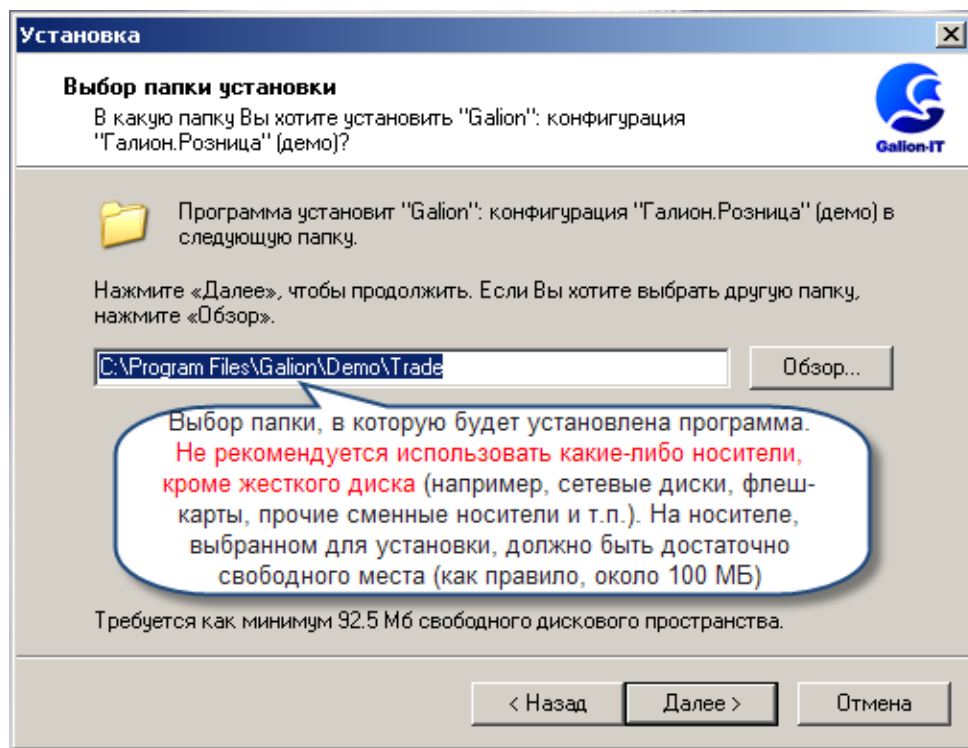 Установка
Выбор папки установки
В какую папку Вы хотите установить "Galion": конфигурация
"Галион.Розница" (демо)?
Galion-IT
Программа установит "Galion": конфигурация "Галион.Розница" (демо) в
следующую папку.
Нажмите «Далее», чтобы продолжить. Если Вы хотите выбрать другую папку,
нажмите «Обзор».
C:\Program Files\Galion\Demo\Trade
Обзор...
Выбор папки, в которую будет установлена программа.
Не рекомендуется использовать какие-либо носители,
кроме жесткого диска (например, сетевые диски, флеш-
карты, прочие сменные носители и т.п.). На носителе,
выбранном для установки, должно быть достаточно
свободного места (как правило, около 100 МБ)
Требуется как минимум 92.5 Мб свободного дискового пространства.
< Назад
Далее >
Отмена